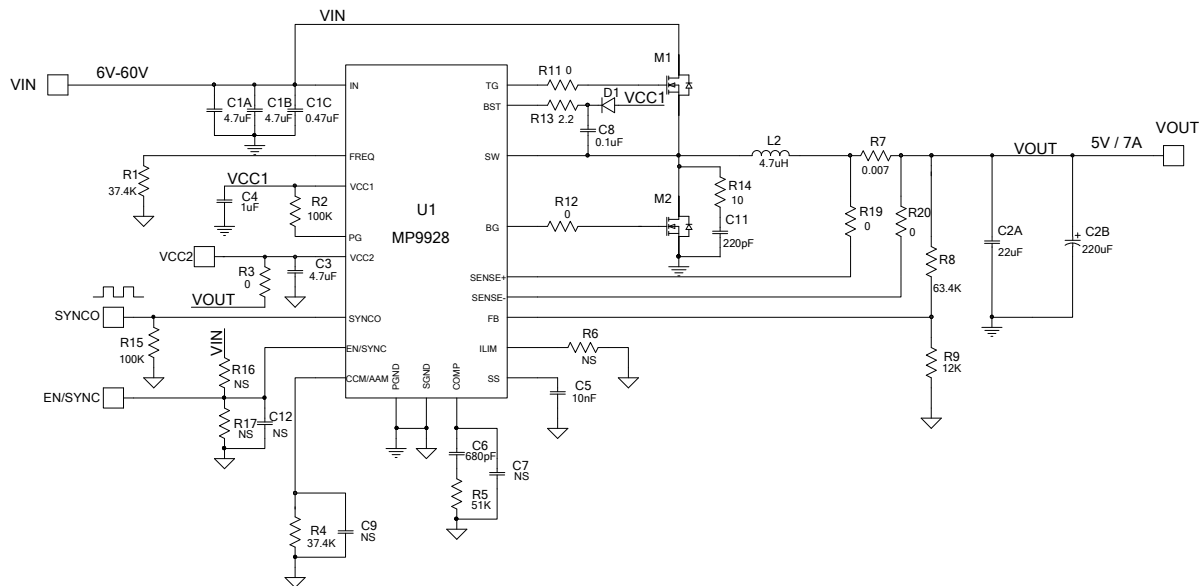 VIN
M1
VIN
6V-60V
IN
TG
R11 0
C1A
4.7uF
C1B
4.7uF
C1C
0.47uF
BST
R13 2.2
D1
VCC1
C8
0.1uF
VOUT
5V / 7A
FREQ
SW
L2
4.7uH
R7
0.007
VOUT
R1
37.4K
VCC1
C4
1uF
R2
100K
VCC1
PG
U1
MP9928
R12
0
BG
M2
R14
10
C11
220pF
R19
0
R20
0
C2A
22uF
+
C2B
220uF
VCC2
R3
0
C3
4.7uF
VCC2
VOUT
SENSE+
SENSE-
R8
63.4K
SYNCO
SYNCO
FB
R15
100K
VIN
R16
NS
EN/SYNC
ILIM
R6
NS
R9
12K
CCM/AAM
PGND
SGND
COMP
SS
C5
10nF
EN/SYNC
R17
NS
C12
NS
C6
680pF
C7
NS
R5
51K
R4
37.4K
C9
NS